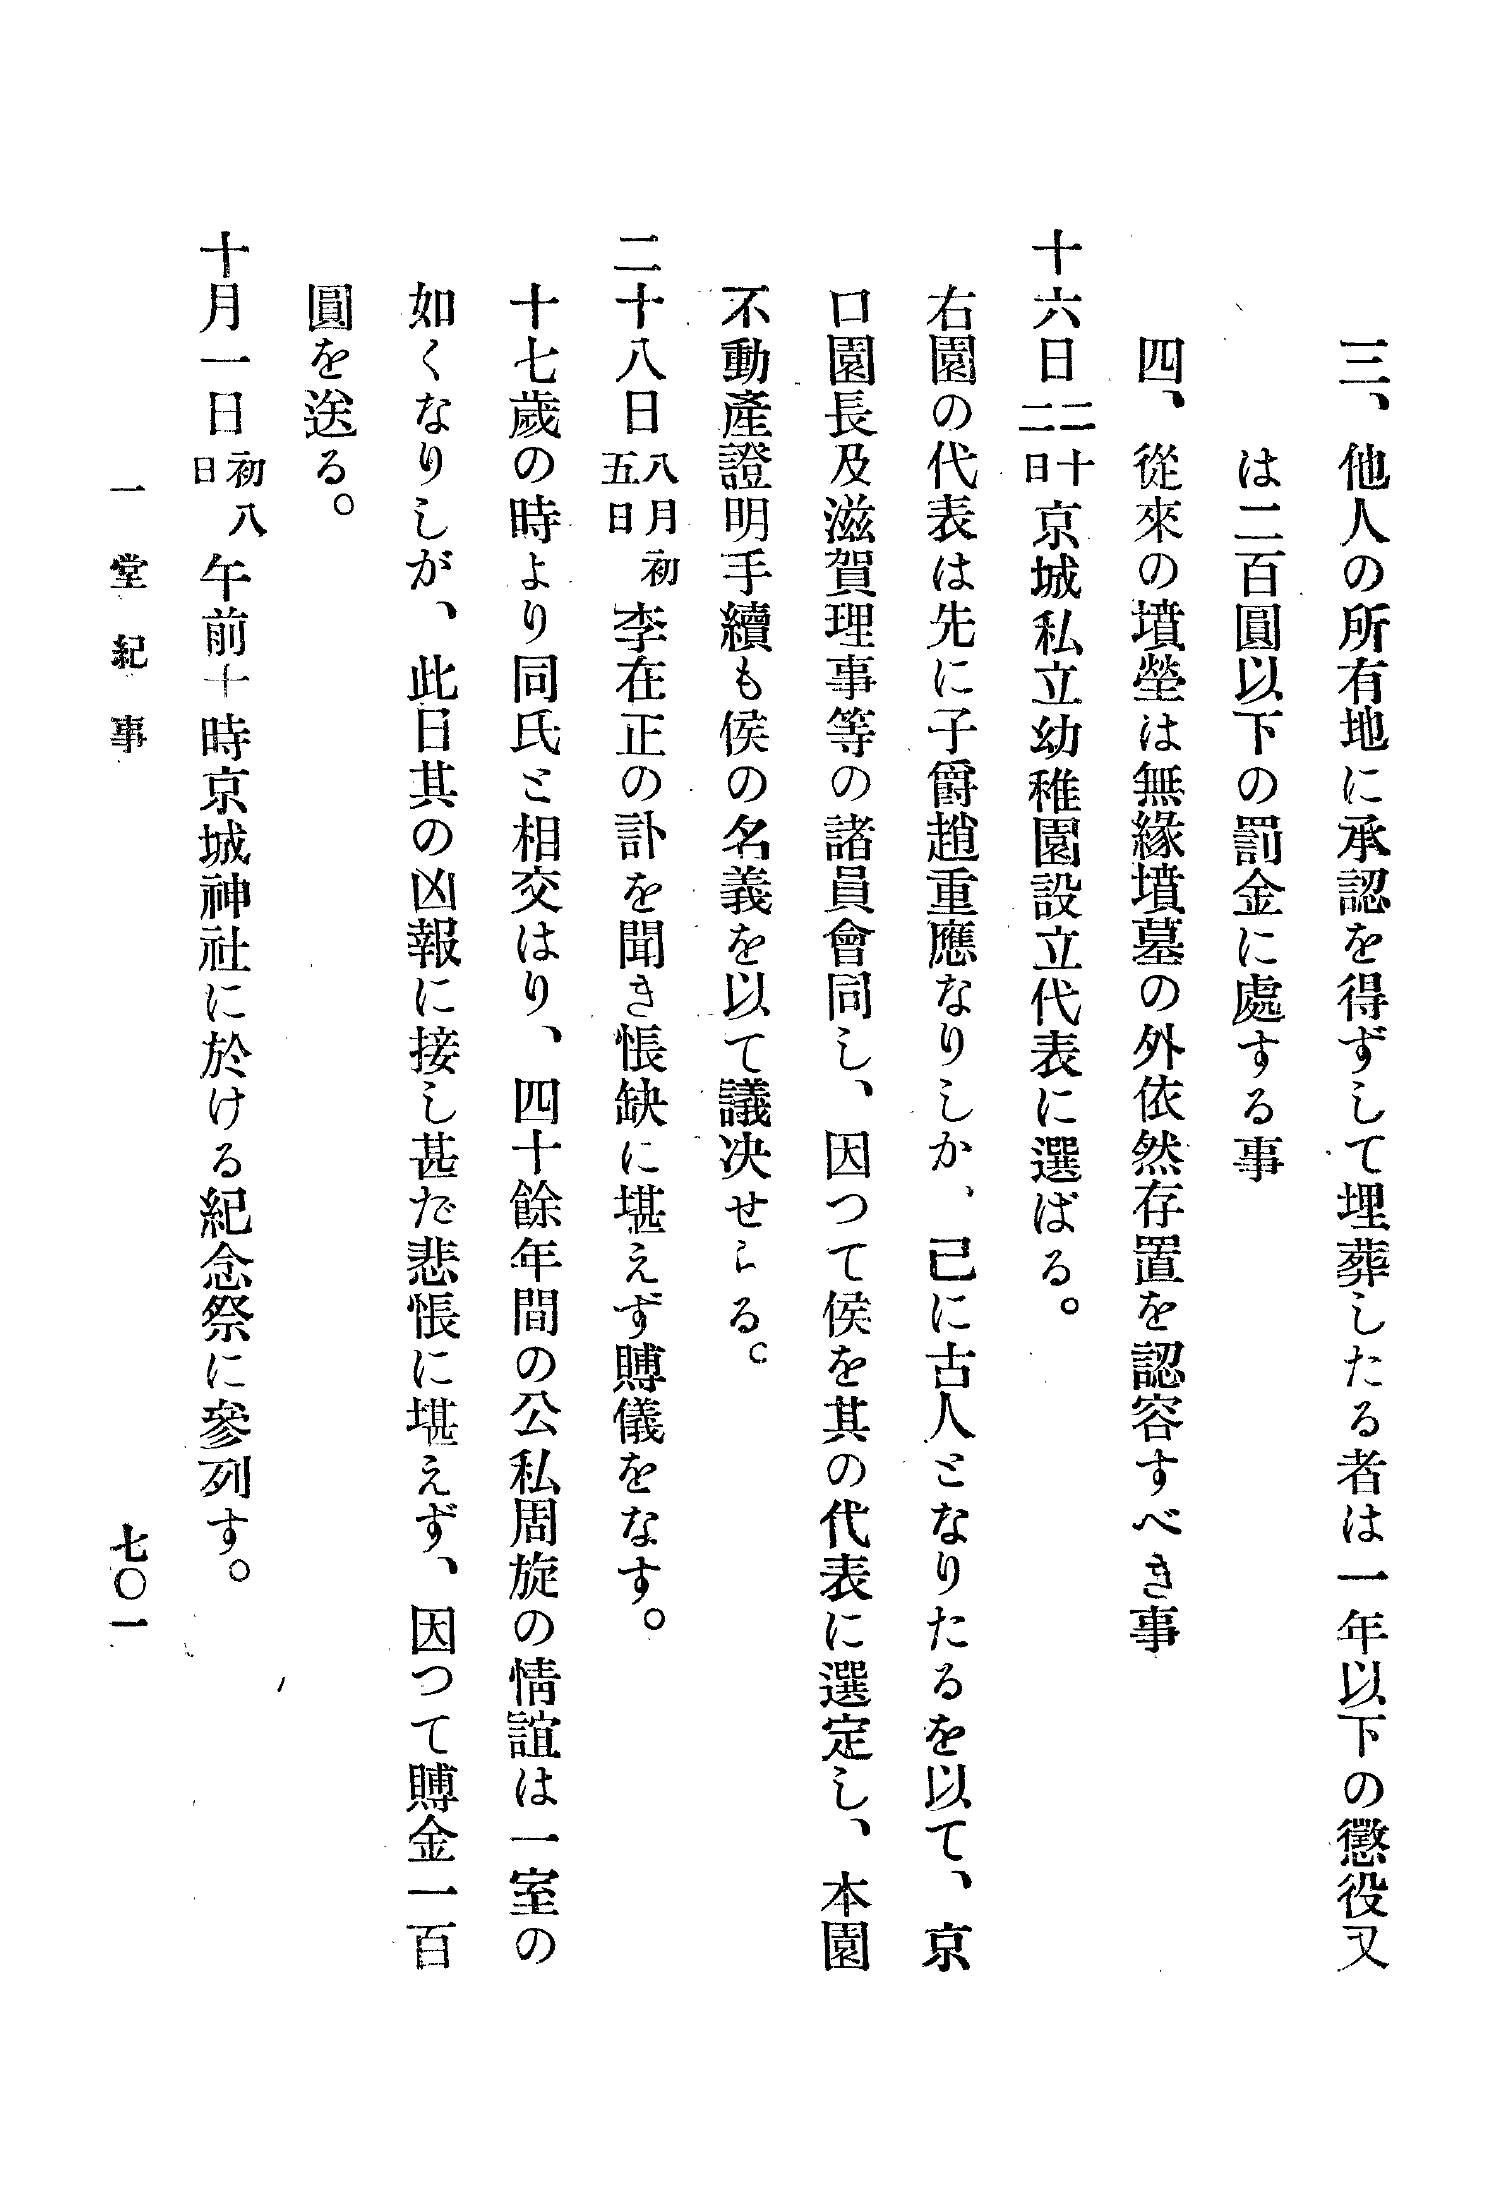 三、他人の所有地に承認を得ずして埋葬したる者は一年以下の懲役又
は二百圓以下の罰金に處する事
四、從來の墳塋は無緣墳墓の外依然存置を認容すべき事
十六日二十二日京城私立幼稚園設立代表に選ばる。
右園の代表は先に子爵趙重應なりしか、已に古人となりたるを以て、京
口園長及滋賀理事等の諸員會同し、因つて侯を其の代表に選定し、本園
不動產證明手續も侯の名義を以て議決せらる。
二十八日八月初五日李在正の訃を聞き悵缺に堪えず賻儀をなす。
十七歲の時より同氏と相交はり、四十餘年間の公私周旋の情誼は一室の
如くなりしが、此日其の凶報に接し甚だ悲悵に堪えず、因つて賻金一百
圓を送る。
十月一日初八日午前十時京城神社に於ける紀念祭に參列す。
一堂紀事
七〇一